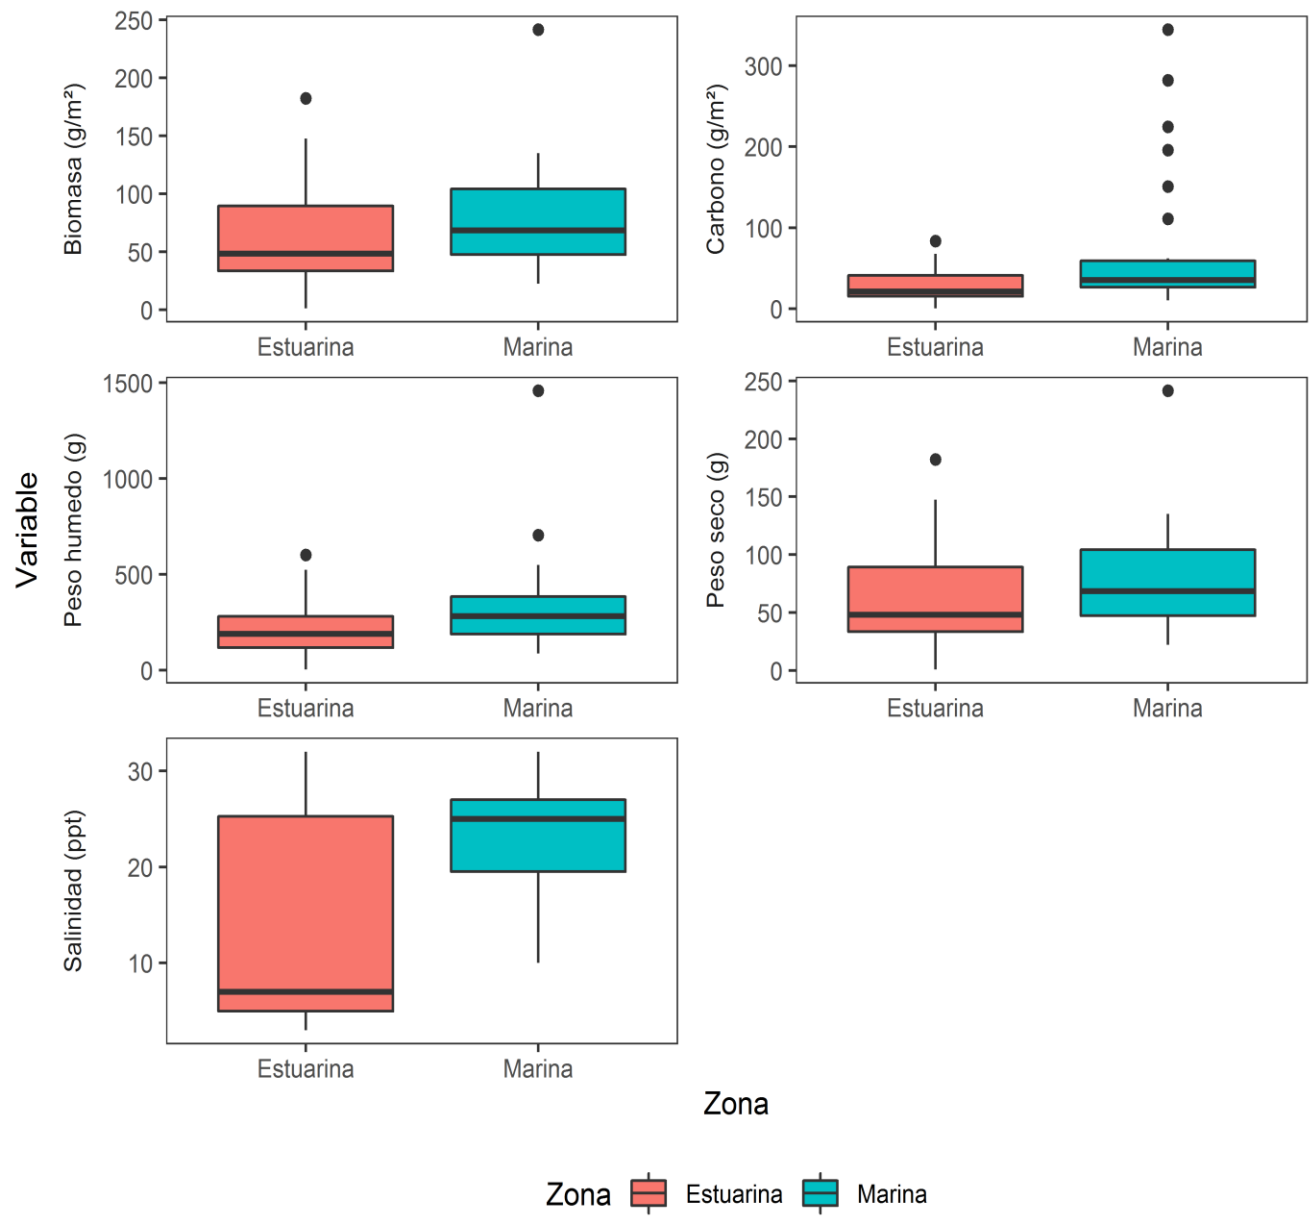 Variable
Biomasa (g/m²)
250
200
150
100
50
0
Estuarina Marina
Carbono (g/m²)
300
200
100
0
Estuarina Marina
Peso humedo (g)
1500
1000
500
0
Estuarina Marina
Peso seco (g)
250
200
150
100
50
0
Estuarina Marina
Salinidad (ppt)
30
20
10
Estuarina Marina
Zona
Zona Estuarina Marina